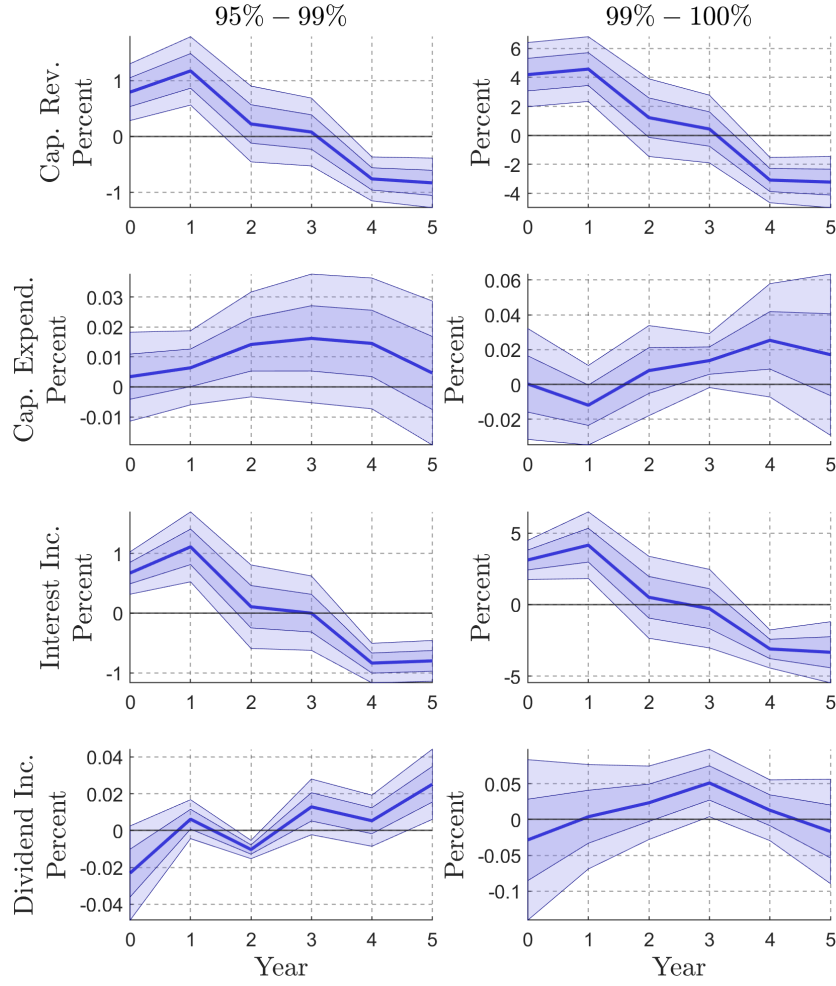 95% – 99%
99% – 100%
Cap. Rev.
Percent
1
0
-1
0 1 2 3 4 5
Percent
6
4
2
0
-2
-4
0 1 2 3 4 5
Cap. Expend.
Percent
0.03
0.02
0.01
0
-0.01
0 1 2 3 4 5
Percent
0.06
0.04
0.02
0
-0.02
0 1 2 3 4 5
Interest Inc.
Percent
1
0
-1
0 1 2 3 4 5
Percent
5
0
-5
0 1 2 3 4 5
Dividend Inc.
Percent
0.04
0.02
0
-0.02
-0.04
0 1 2 3 4 5
Year
Percent
0.05
0
-0.05
-0.1
0 1 2 3 4 5
Year